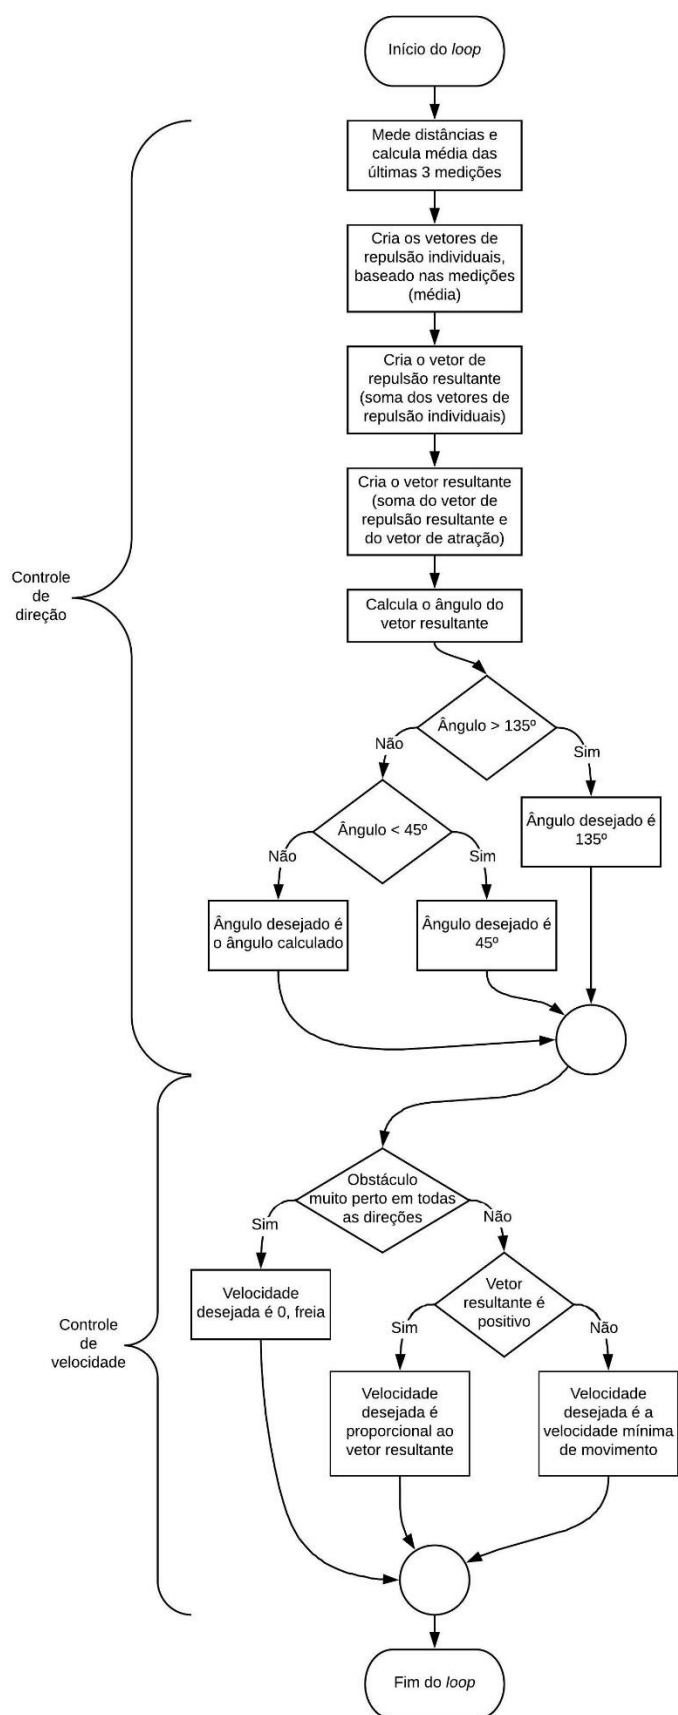 Início do loop
Mede distâncias e
calcula média das
últimas 3 medições
Cria os vetores de
repulsão individuais,
baseado nas medições
(média)
Cria o vetor de
repulsão resultante
(soma dos vetores de
repulsão individuais)
Cria o vetor resultante
(soma do vetor de
repulsão resultante e
do vetor de atração)
Controle
de
direção
Calcula o ângulo do
vetor resultante
Ângulo > 135º
Não
Sim
Ângulo < 45º
Ângulo desejado é
135º
Não
Sim
Ângulo desejado é
o ângulo calculado
Ângulo desejado é
45º
Obstáculo
muito perto em todas
as direções
Sim
Não
Velocidade
desejada é 0, freia
Vetor
resultante é
positivo
Controle
de
velocidade
Sim
Não
Velocidade
desejada é
proporcional ao
vetor resultante
Velocidade
desejada é a
velocidade mínima
de movimento
Fim do loop